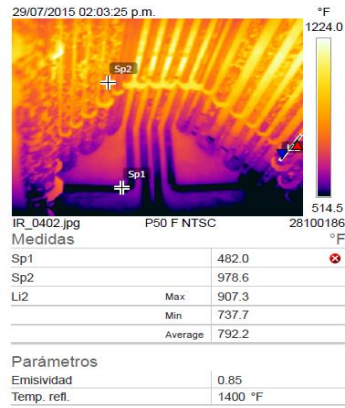 29/07/2015 02:03:25 p.m. °F
1224.0
Sp2
Li2
Sp1
514.5
IR_0402.jpg P50 F NTSC 28100186
Medidas °F
Sp1 482.0
Sp2 978.6
Li2 Max 907.3
Min 737.7
Average 792.2
Parámetros
Emisividad 0.85
Temp. refl. 1400 °F